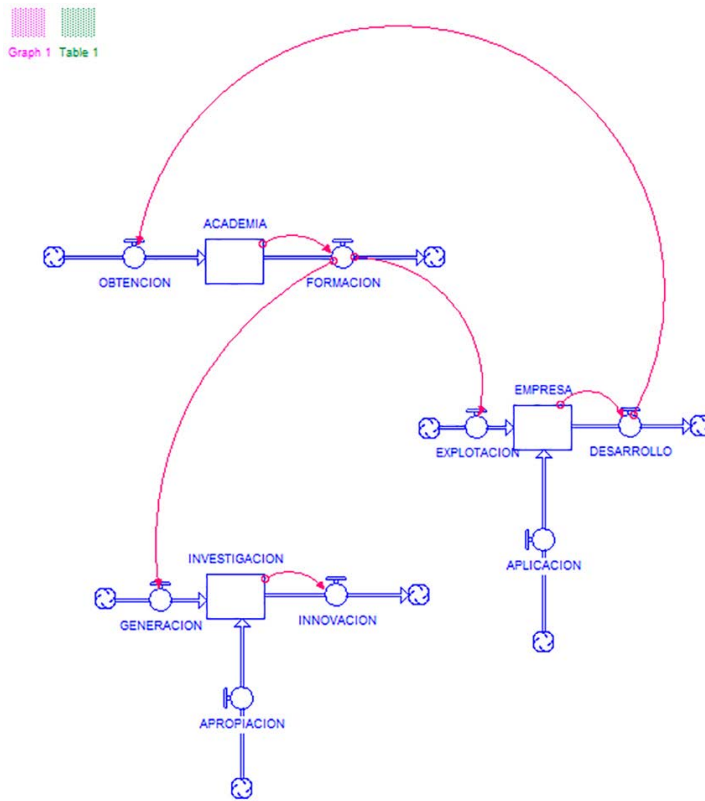 Graph 1 Table 1
ACADEMIA
OBTENCION
FORMACION
EMPRESA
EXPLOTACION
DESARROLLO
INVESTIGACION
APLICACION
GENERACION
INNOVACION
APROPIACION